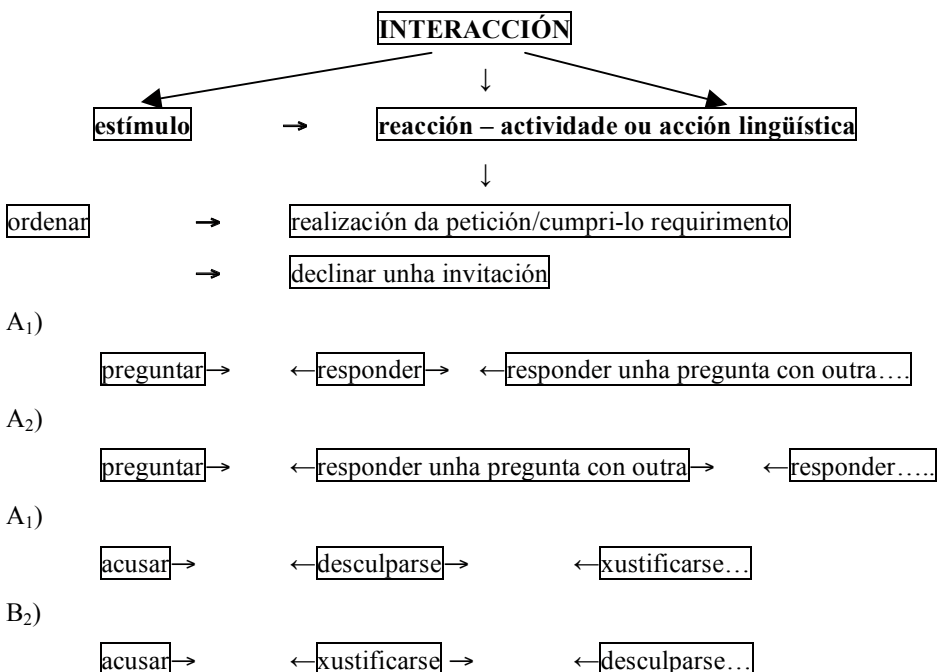 INTERACCIÓN
↓
estímulo → reacción – actividade ou acción lingüística
↓
ordenar → realización da petición/cumpri-lo requirimento
→ declinar unha invitación
A₁)
preguntar→ ←responder→ ←responder unha pregunta con outra….
A₂)
preguntar→ ←responder unha pregunta con outra→ ←responder…..
A₁)
acusar→ ←desculparse→ ←xustificarse…
B₂)
acusar→ ←xustificarse → ←desculparse…